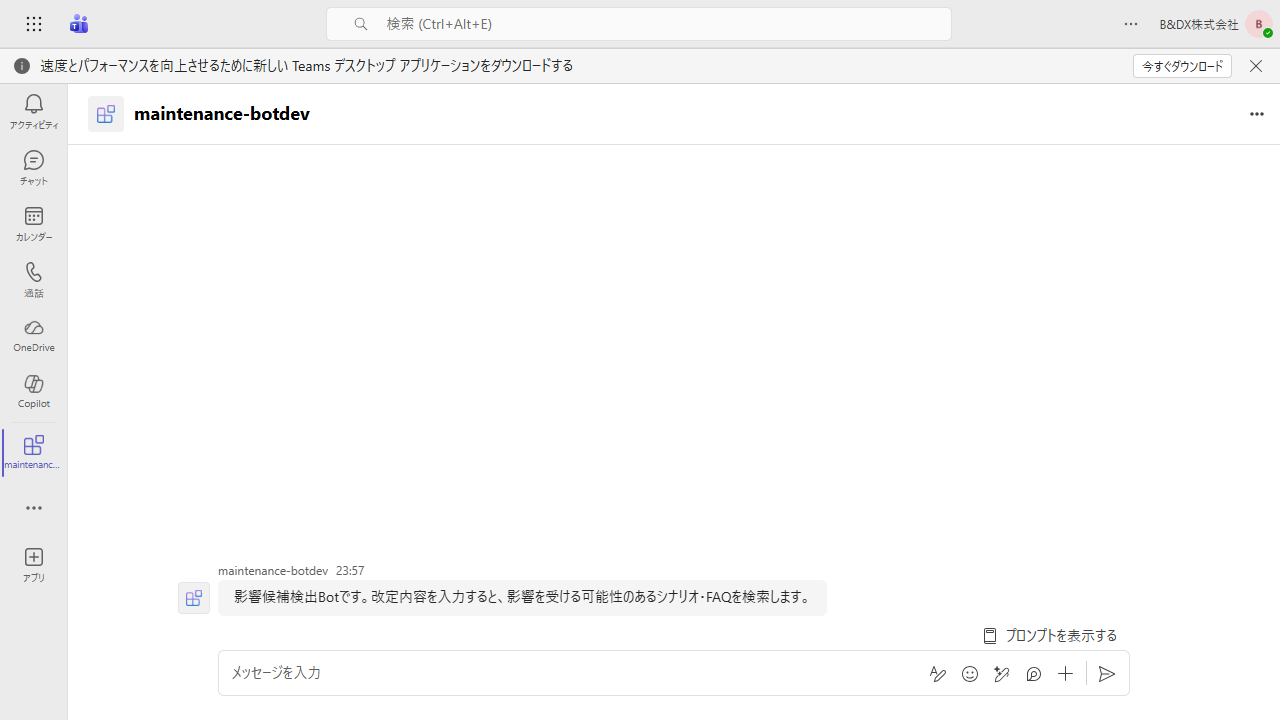 検索 (Ctrl+Alt+E)
B&DX株式会社
B
速度とパフォーマンスを向上させるために新しい Teams デスクトップ アプリケーションをダウンロードする
今すぐダウンロード
アクティビティ
チャット
カレンダー
通話
OneDrive
Copilot
maintenanc...
アプリ
maintenance-botdev
maintenance-botdev 23:57
影響候補検出Botです。改定内容を入力すると、影響を受ける可能性のあるシナリオ・FAQを検索します。
プロンプトを表示する
メッセージを入力